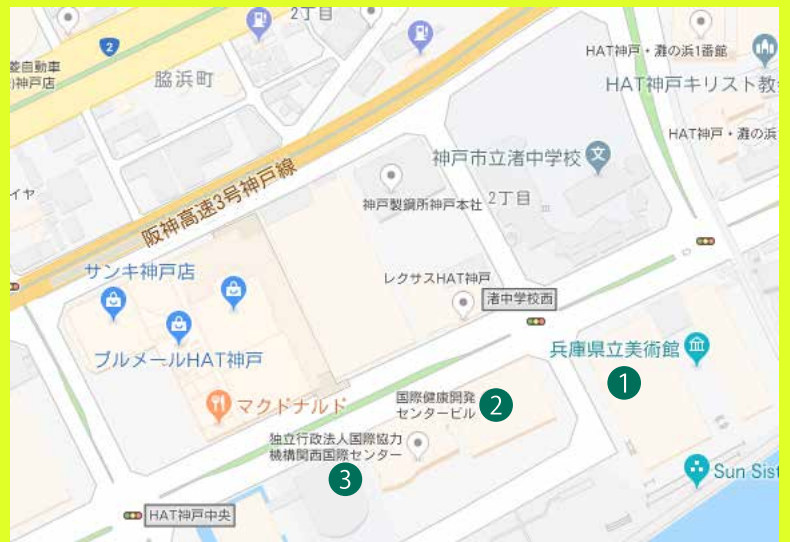 2丁目
2
HAT神戸・灘の浜1番館
菱自動車
神戸店
脇浜町
HAT神戸キリスト教
HAT神戸・灘の浜
神戸市立渚中学校
文
イヤ
阪神高速3号神戸線
神戸製鋼所神戸本社
2丁目
サンキ神戸店
レクサスHAT神戸
渚中学校西
ブルメールHAT神戸
兵庫県立美術館
1
国際健康開発
センタービル
2
マクドナルド
独立行政法人国際協力
機構関西国際センター
3
Sun Sist
HAT神戸中央